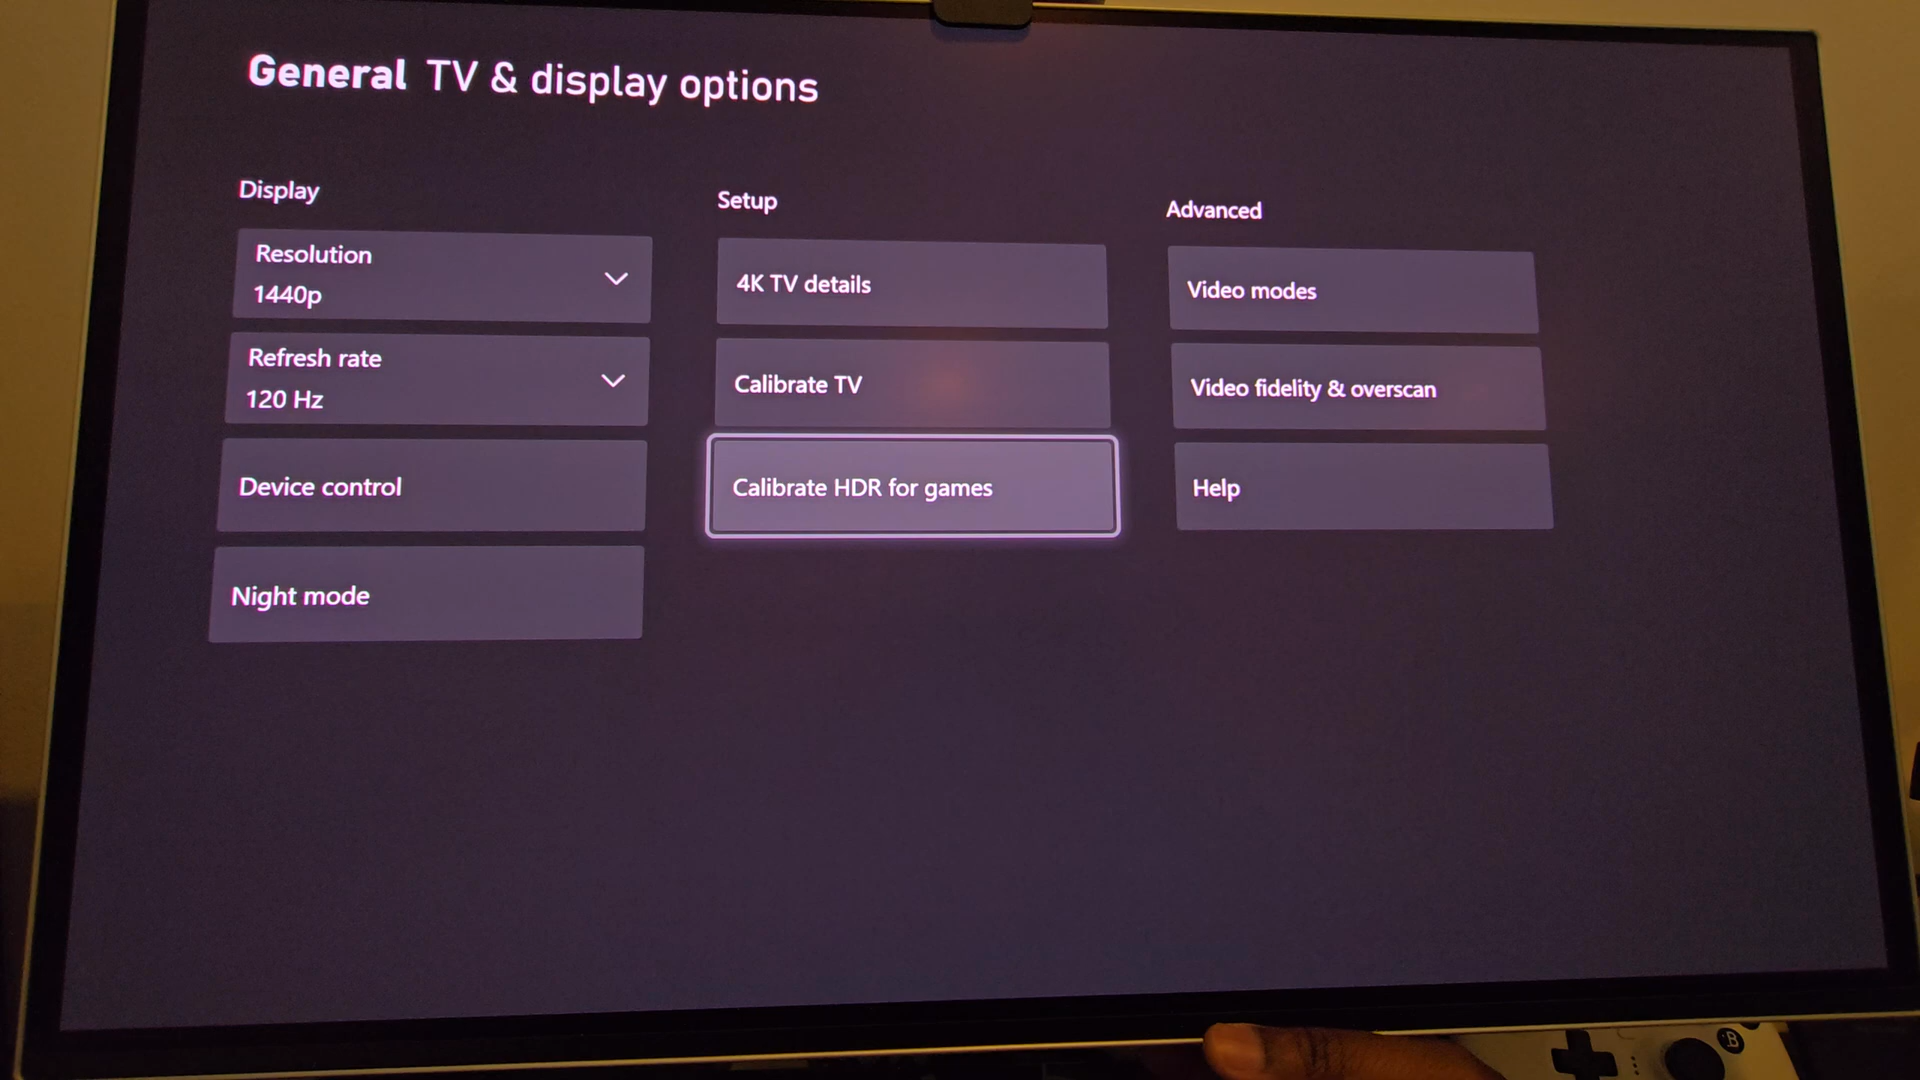 General TV & display options
Display
Resolution
1440p
Refresh rate
120 Hz
Device control
Night mode
Setup
4K TV details
Calibrate TV
Calibrate HDR for games
Advanced
Video modes
Video fidelity & overscan
Help
B